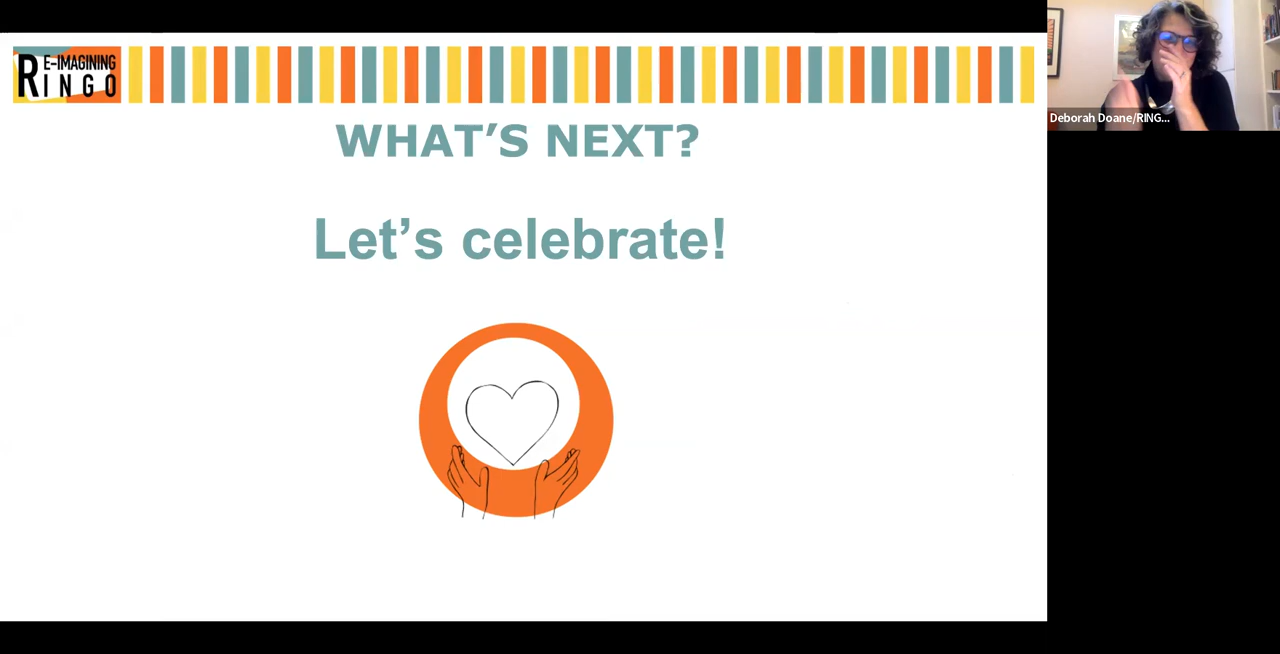 RE-IMAGINING
RINGO
WHAT'S NEXT?
Let's celebrate!
Deborah Doane/RING...